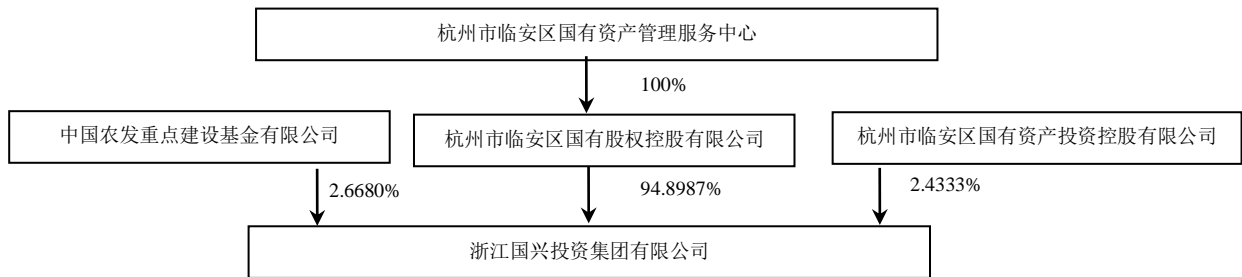 杭州市临安区国有资产管理服务中心
100%
中国农发重点建设基金有限公司
杭州市临安区国有股权控股有限公司
杭州市临安区国有资产投资控股有限公司
2.6680%
94.8987%
2.4333%
浙江国兴投资集团有限公司